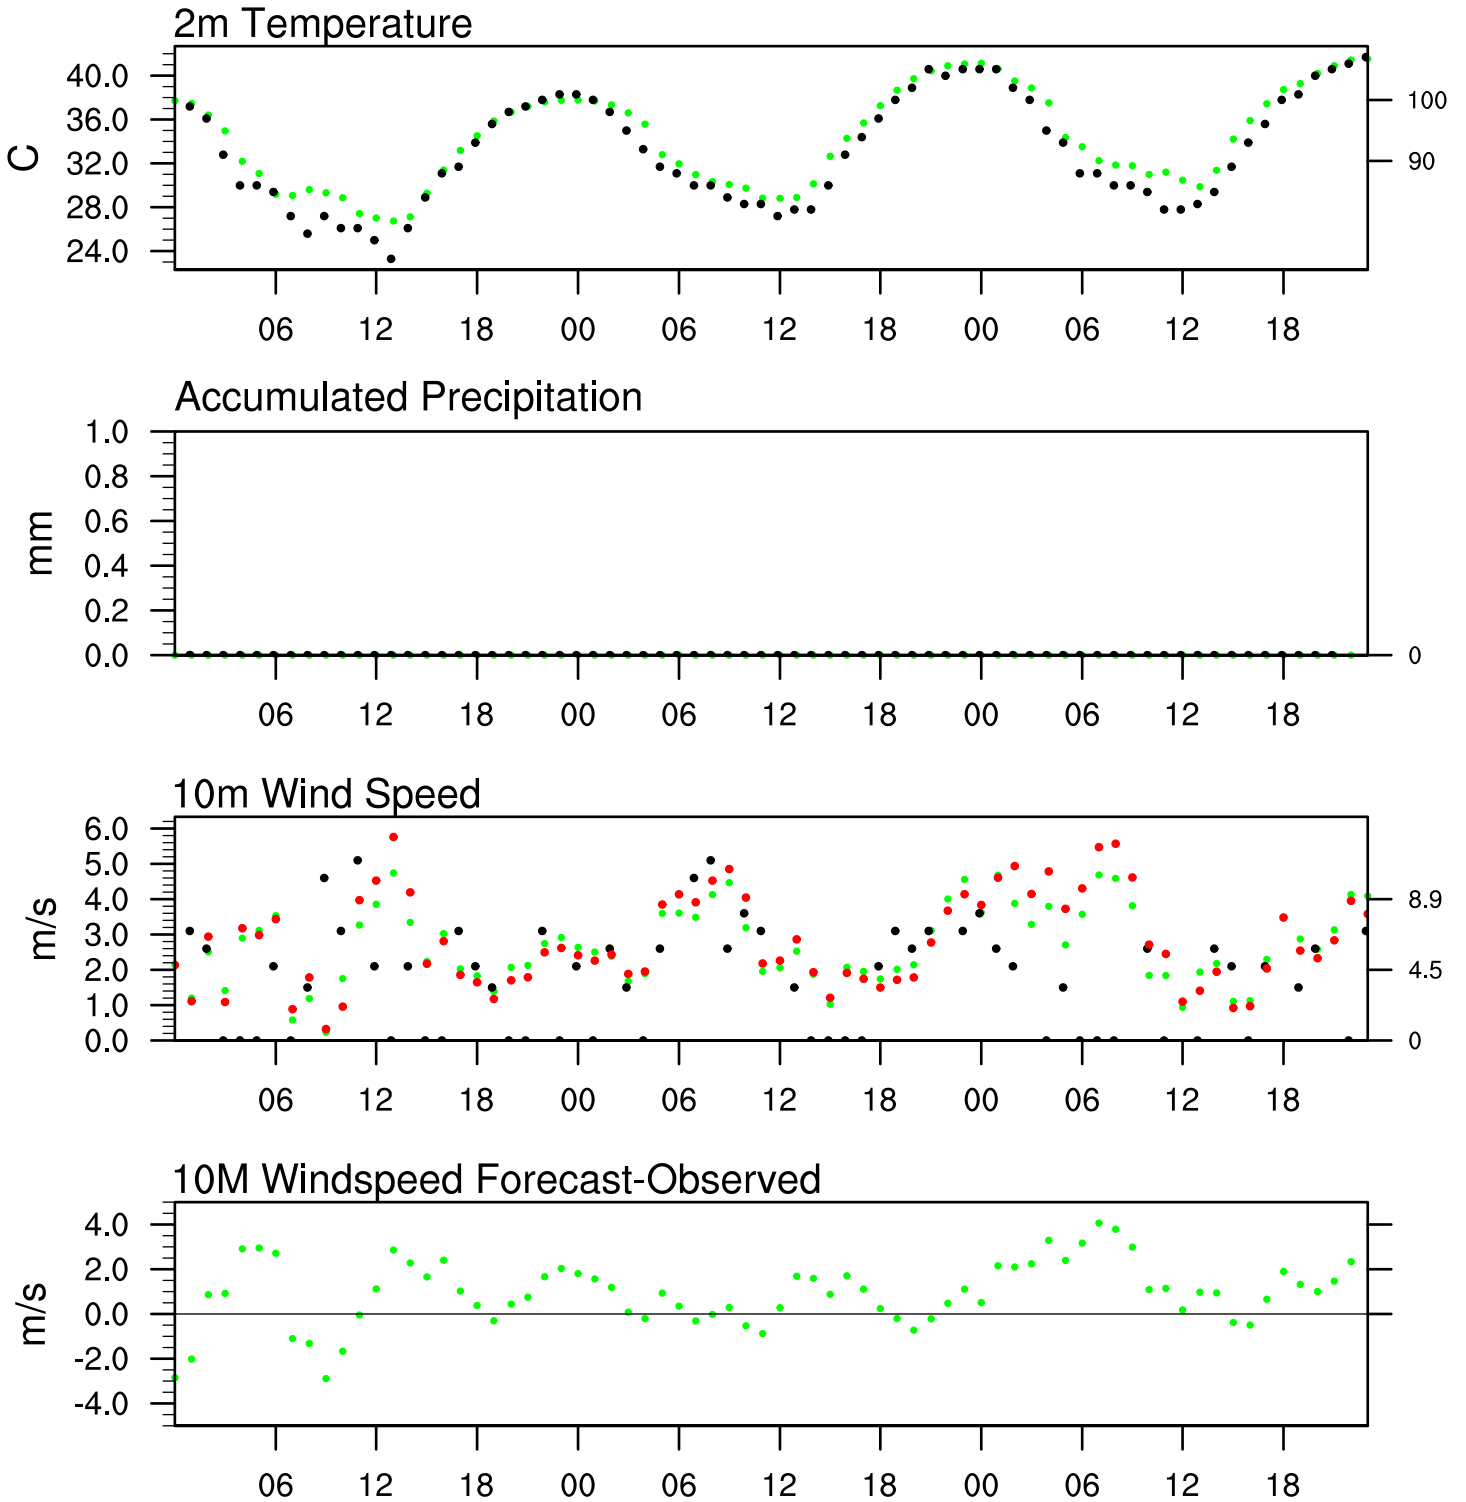 2m Temperature
40.0
36.0
32.0
28.0
24.0
C
100
90
06 12 18 00 06 12 18 00 06 12 18
Accumulated Precipitation
1.0
0.8
0.6
0.4
0.2
0.0
mm
0
06 12 18 00 06 12 18 00 06 12 18
10m Wind Speed
6.0
5.0
4.0
3.0
2.0
1.0
0.0
m/s
8.9
4.5
0
06 12 18 00 06 12 18 00 06 12 18
10M Windspeed Forecast-Observed
4.0
2.0
0.0
-2.0
-4.0
m/s
06 12 18 00 06 12 18 00 06 12 18